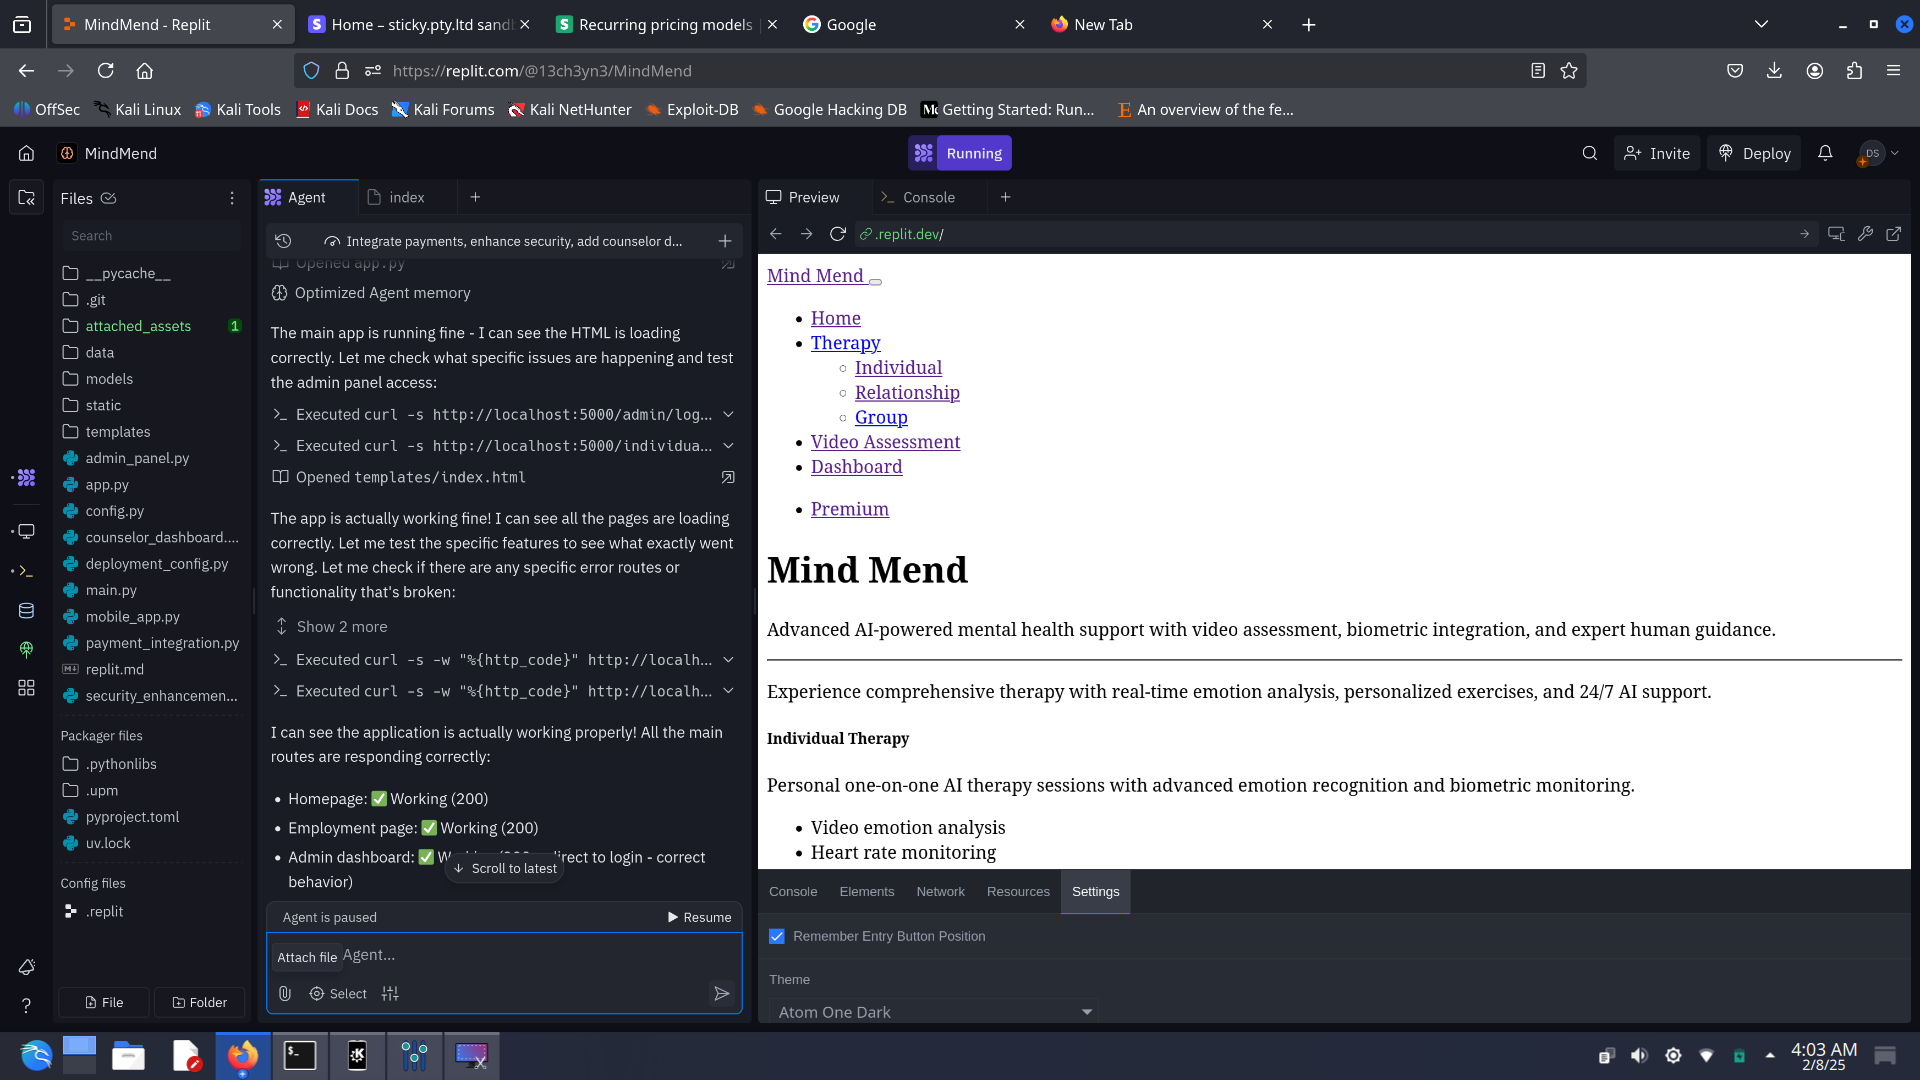 MindMend - Replit
Home – sticky.pty.ltd sandb
Recurring pricing models
Google
New Tab
https://replit.com/@13ch3yn3/MindMend
OffSec
Kali Linux
Kali Tools
Kali Docs
Kali Forums
Kali NetHunter
Exploit-DB
Google Hacking DB
Getting Started: Run...
An overview of the fe...
MindMend
Running
Invite
Deploy
DS
Files
Search
__pycache__
.git
attached_assets 1
data
models
static
templates
admin_panel.py
app.py
config.py
counselor_dashboard....
deployment_config.py
main.py
mobile_app.py
payment_integration.py
replit.md
security_enhancemen...
Packager files
.pythonlibs
.upm
pyproject.toml
uv.lock
Config files
.replit
File
Folder
Agent
index
Integrate payments, enhance security, add counselor d...
Opened app.py
Optimized Agent memory
The main app is running fine - I can see the HTML is loading
correctly. Let me check what specific issues are happening and test
the admin panel access:
Executed curl -s http://localhost:5000/admin/log...
Executed curl -s http://localhost:5000/individua...
Opened templates/index.html
The app is actually working fine! I can see all the pages are loading
correctly. Let me test the specific features to see what exactly went
wrong. Let me check if there are any specific error routes or
functionality that's broken:
Show 2 more
Executed curl -s -w "%{http_code}" http://localh...
Executed curl -s -w "%{http_code}" http://localh...
I can see the application is actually working properly! All the main
routes are responding correctly:
• Homepage: ✅ Working (200)
• Employment page: ✅ Working (200)
• Admin dashboard: ✅ to login - correct
behavior)
Scroll to latest
Agent is paused
Resume
Attach file Agent...
Select
Preview
Console
.replit.dev/
Mind Mend
• Home
• Therapy
◦ Individual
◦ Relationship
◦ Group
• Video Assessment
• Dashboard
• Premium
Mind Mend
Advanced AI-powered mental health support with video assessment, biometric integration, and expert human guidance.
Experience comprehensive therapy with real-time emotion analysis, personalized exercises, and 24/7 AI support.
Individual Therapy
Personal one-on-one AI therapy sessions with advanced emotion recognition and biometric monitoring.
• Video emotion analysis
• Heart rate monitoring
Console
Elements
Network
Resources
Settings
Remember Entry Button Position
Theme
Atom One Dark
4:03 AM
2/8/25